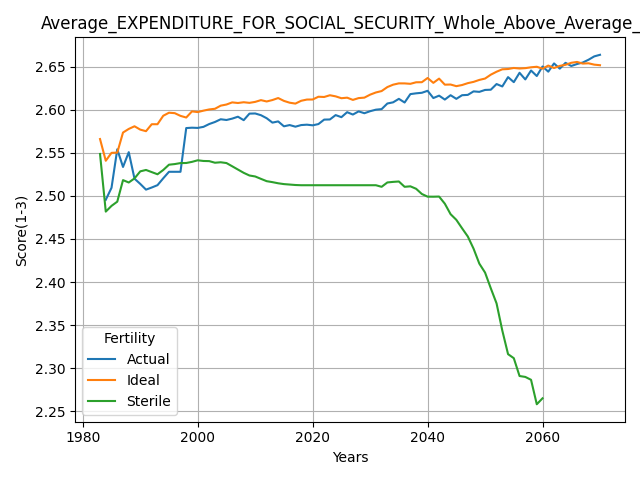 Average_EXPENDITURE_FOR_SOCIAL_SECURITY_Whole_Above_Average_
Score(1-3)
2.65
2.60
2.55
2.50
2.45
2.40
2.35
2.30
2.25
Fertility
Actual
Ideal
Sterile
1980 2000 2020 2040 2060
Years